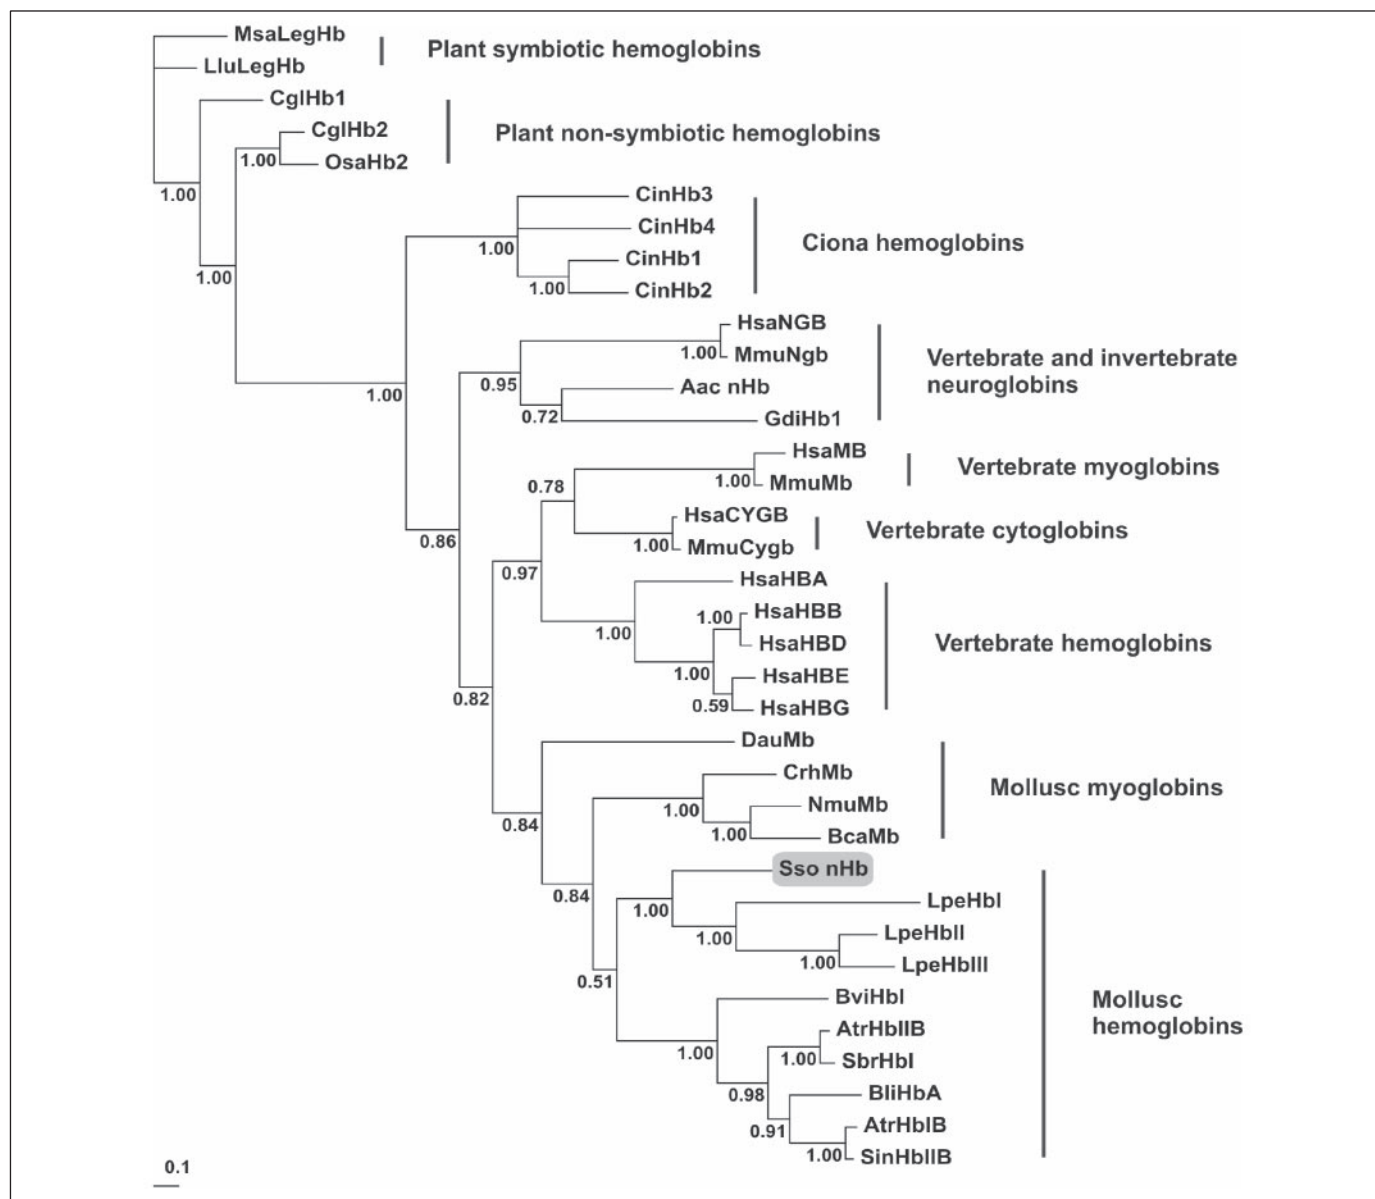 MsaLegHb
Plant symbiotic hemoglobins
LluLegHb
CglHb1
CglHb2
Plant non-symbiotic hemoglobins
1.00
OsaHb2
1.00
CinHb3
CinHb4
1.00
Ciona hemoglobins
CinHb1
1.00
1.00
CinHb2
HsaNGB
1.00
MmuNgb
Vertebrate and invertebrate
neuroglobins
0.95
Aac nHb
1.00
0.72
GdiHb1
HsaMB
Vertebrate myoglobins
1.00
MmuMb
0.78
HsaCYGB
Vertebrate cytoglobins
0.86
1.00
MmuCygb
0.97
HsaHBA
1.00
HsaHBB
1.00
HsaHBD
Vertebrate hemoglobins
1.00
HsaHBE
0.82
0.59
HsaHBG
DauMb
CrhMb
Mollusc myoglobins
1.00
NmuMb
0.84
1.00
BcaMb
Sso nHb
0.84
1.00
LpeHbI
1.00
LpeHbII
1.00
LpeHbIII
0.51
BviHbI
Mollusc
hemoglobins
AtrHbIIB
1.00
1.00
SbrHbI
0.98
BliHbA
0.91
AtrHbIB
1.00
SinHbIIB
0.1